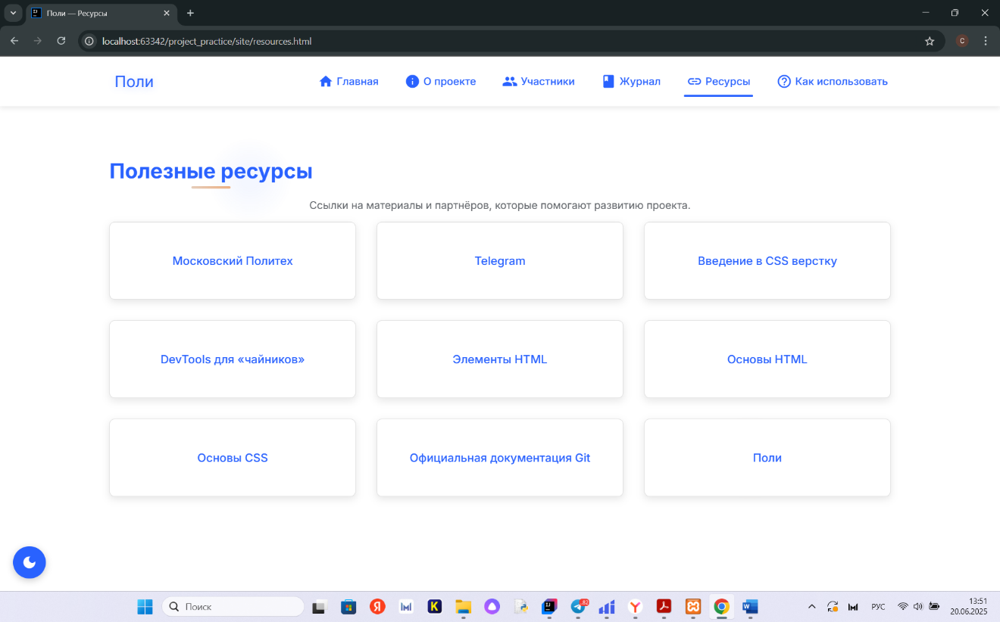 Поли — Ресурсы
localhost:63342/project_practice/site/resources.html
C
Поли
Главная
О проекте
Участники
Журнал
Ресурсы
Как использовать
Полезные ресурсы
Ссылки на материалы и партнёров, которые помогают развитию проекта.
Московский Политех
Telegram
Введение в CSS верстку
DevTools для «чайников»
Элементы HTML
Основы HTML
Основы CSS
Официальная документация Git
Поли
Поиск
82
РУС
13:51
20.06.2025